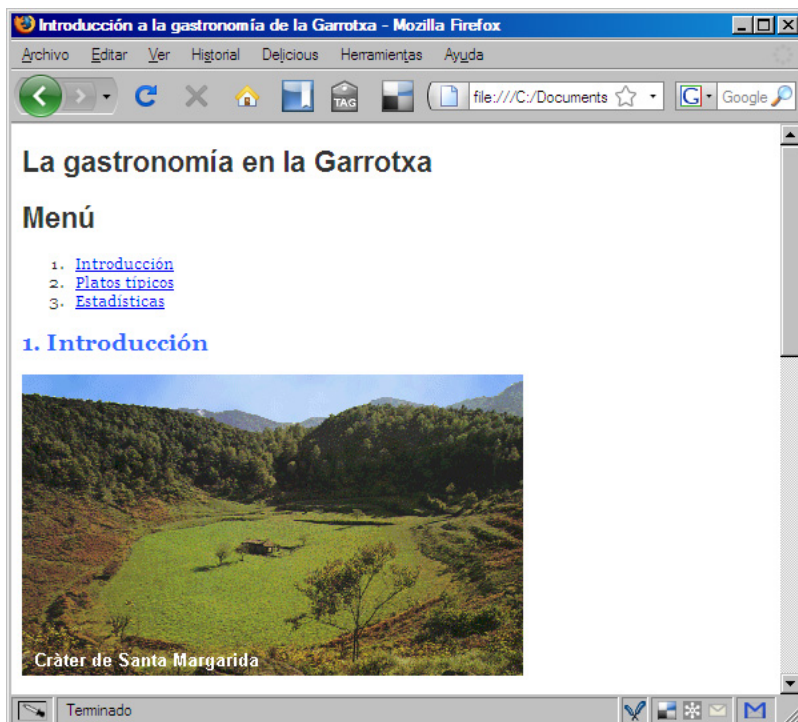 Introducción a la gastronomía de la Garrotxa - Mozilla Firefox
Archivo Editar Ver Historial Delicious Herramientas Ayuda
TAG file:///C:/Documents G Google
La gastronomía en la Garrotxa
Menú
1. Introducción
2. Platos típicos
3. Estadísticas
1. Introducción
Cràter de Santa Margarida
Terminado